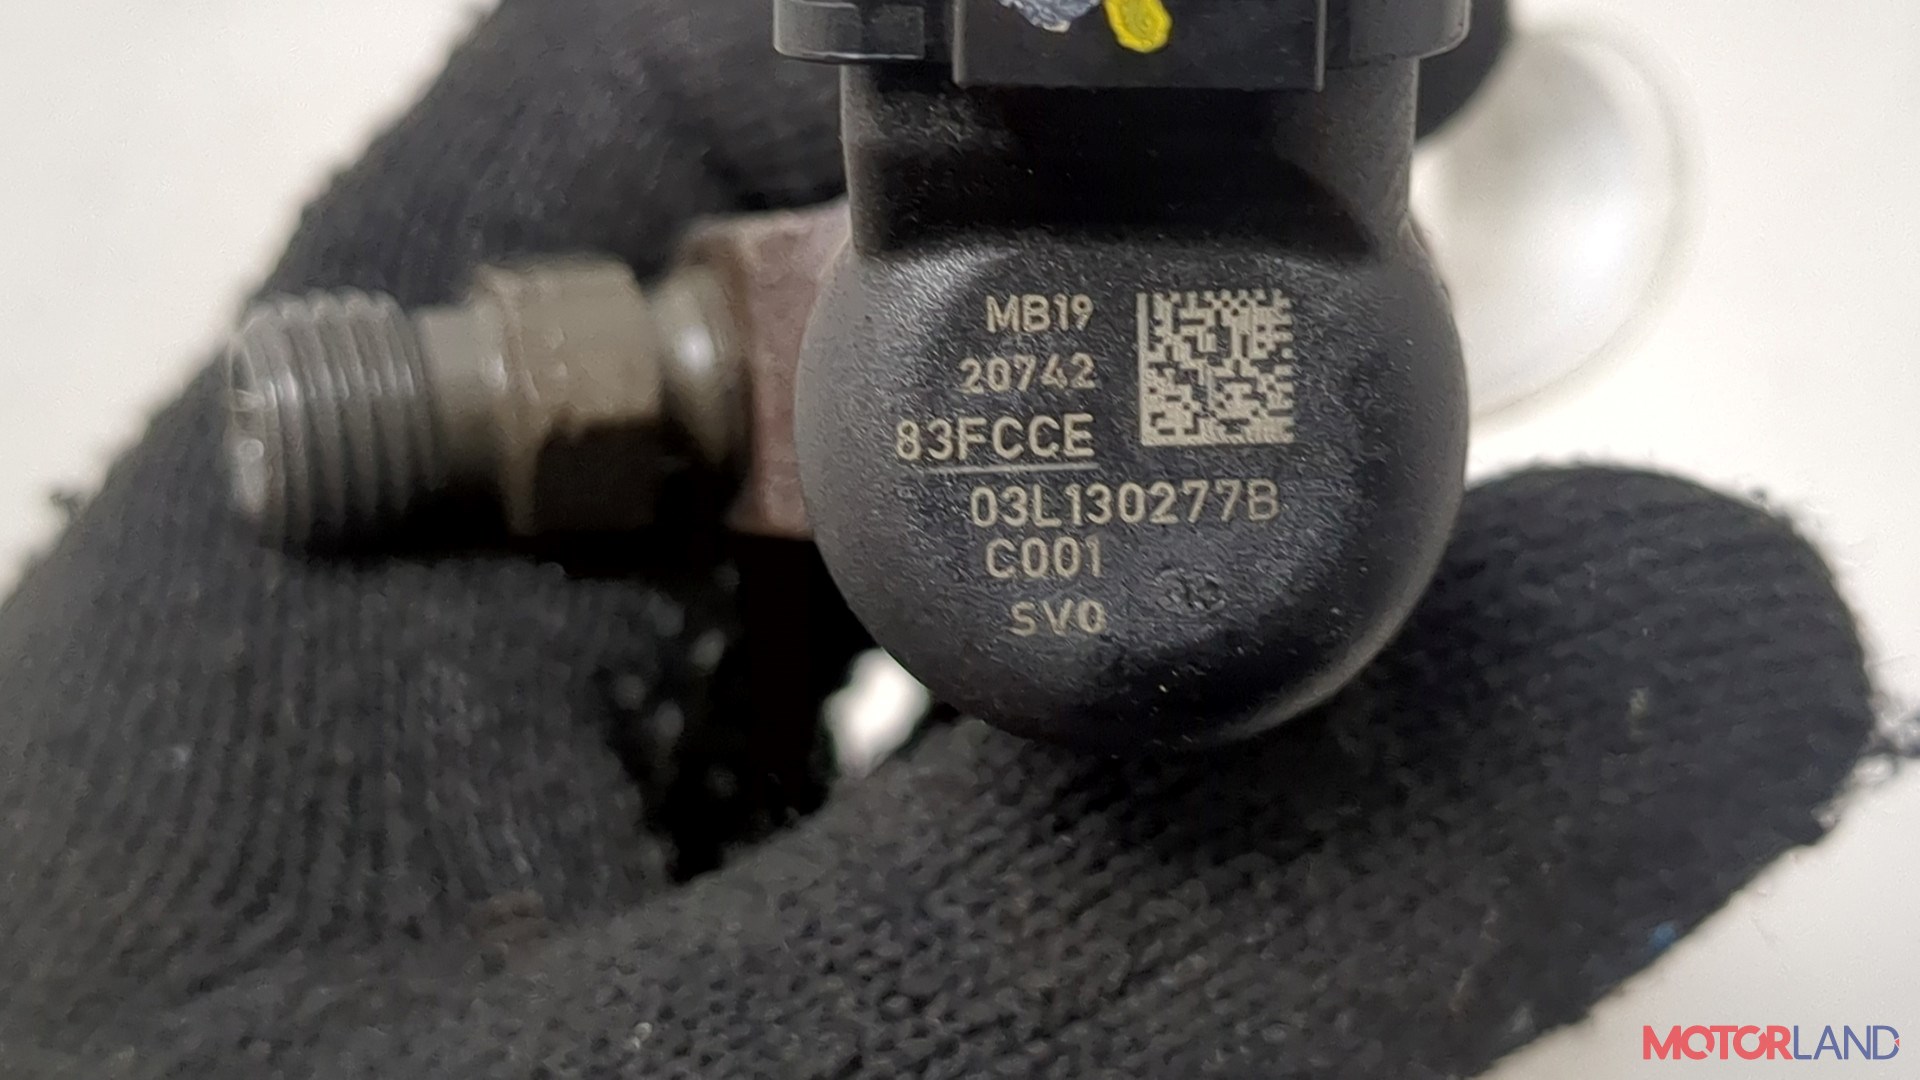 MB19
20742
83FCCE
03L130277B
C001
SV0
MOTORLAND